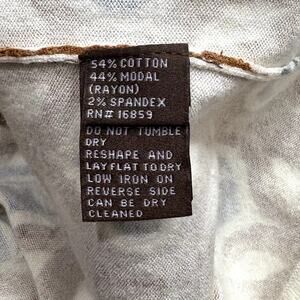 54% COTTON
44% MODAL
(RAYON)
2% SPANDEX
RN# 16859
DO NOT TUMBLE
DRY
RESHAPE AND
LAY FLAT TO DRY
LOW IRON ON
REVERSE SIDE
CAN BE DRY
CLEANED